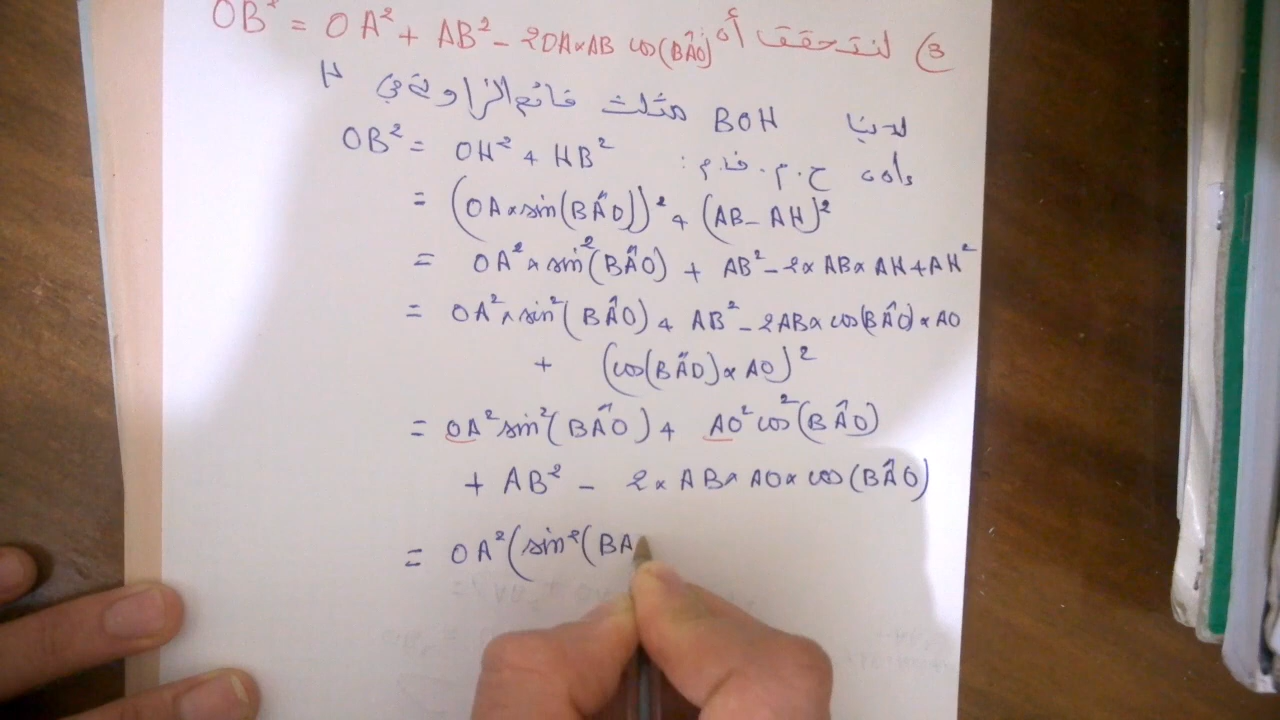 3) لنتحقق أن OB² = OA² + AB² - 2OA×AB cos(BÂO)
لدينا BOH مثلث قائم الزاوية في H
وأن ح.م.ف.م : OB² = OH² + HB²
= (OA×sin(BÂO))² + (AB - AH)²
= OA²×sin²(BÂO) + AB² - 2×AB×AH + AH²
= OA²×sin²(BÂO) + AB² - 2AB×cos(BÂO)×AO
+ (cos(BÂO)×AO)²
= OA² sin²(BÂO) + AO² cos²(BÂO)
+ AB² - 2×AB×AO×cos(BÂO)
= OA²(sin²(BA